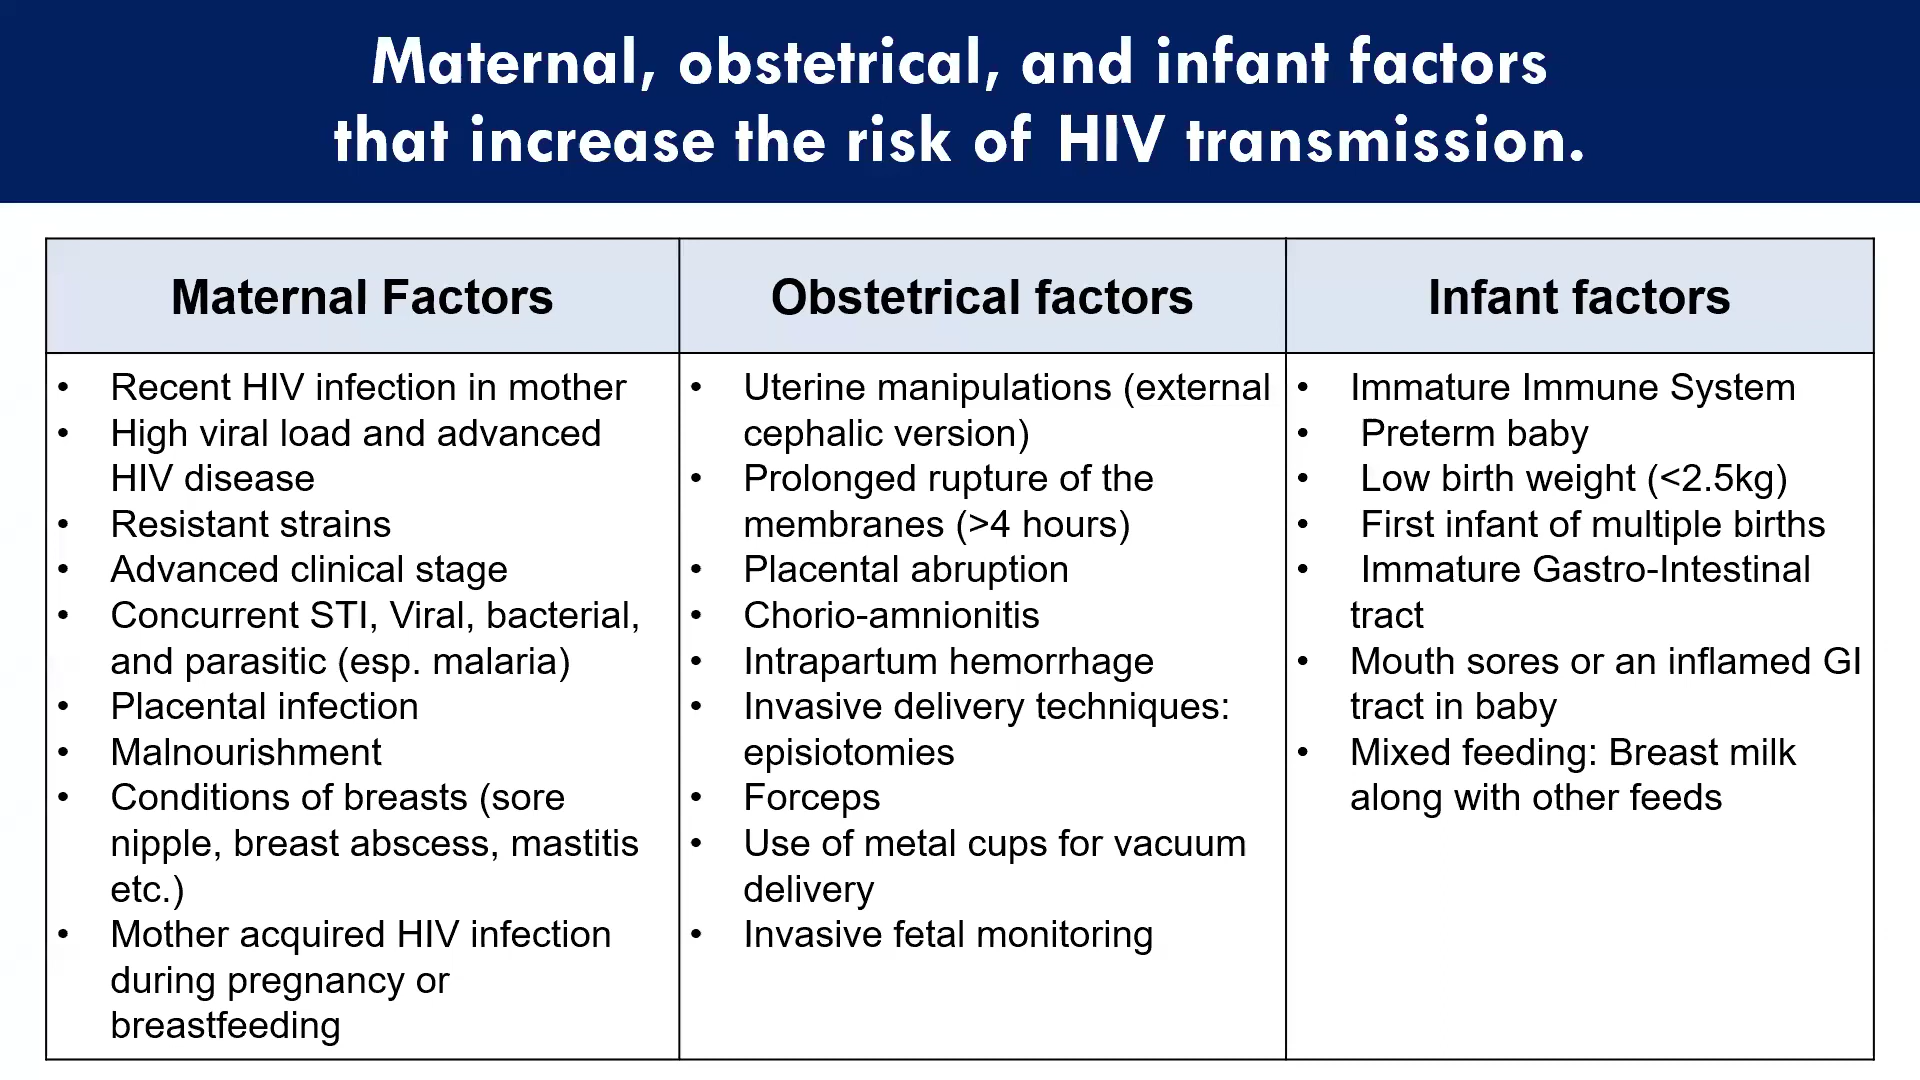 Maternal, obstetrical, and infant factors
that increase the risk of HIV transmission.
Maternal Factors
• Recent HIV infection in mother
• High viral load and advanced
HIV disease
• Resistant strains
• Advanced clinical stage
• Concurrent STI, Viral, bacterial,
and parasitic (esp. malaria)
• Placental infection
• Malnourishment
• Conditions of breasts (sore
nipple, breast abscess, mastitis
etc.)
• Mother acquired HIV infection
during pregnancy or
breastfeeding
Obstetrical factors
• Uterine manipulations (external
cephalic version)
• Prolonged rupture of the
membranes (>4 hours)
• Placental abruption
• Chorio-amnionitis
• Intrapartum hemorrhage
• Invasive delivery techniques:
episiotomies
• Forceps
• Use of metal cups for vacuum
delivery
• Invasive fetal monitoring
Infant factors
• Immature Immune System
• Preterm baby
• Low birth weight (<2.5kg)
• First infant of multiple births
• Immature Gastro-Intestinal
tract
• Mouth sores or an inflamed GI
tract in baby
• Mixed feeding: Breast milk
along with other feeds